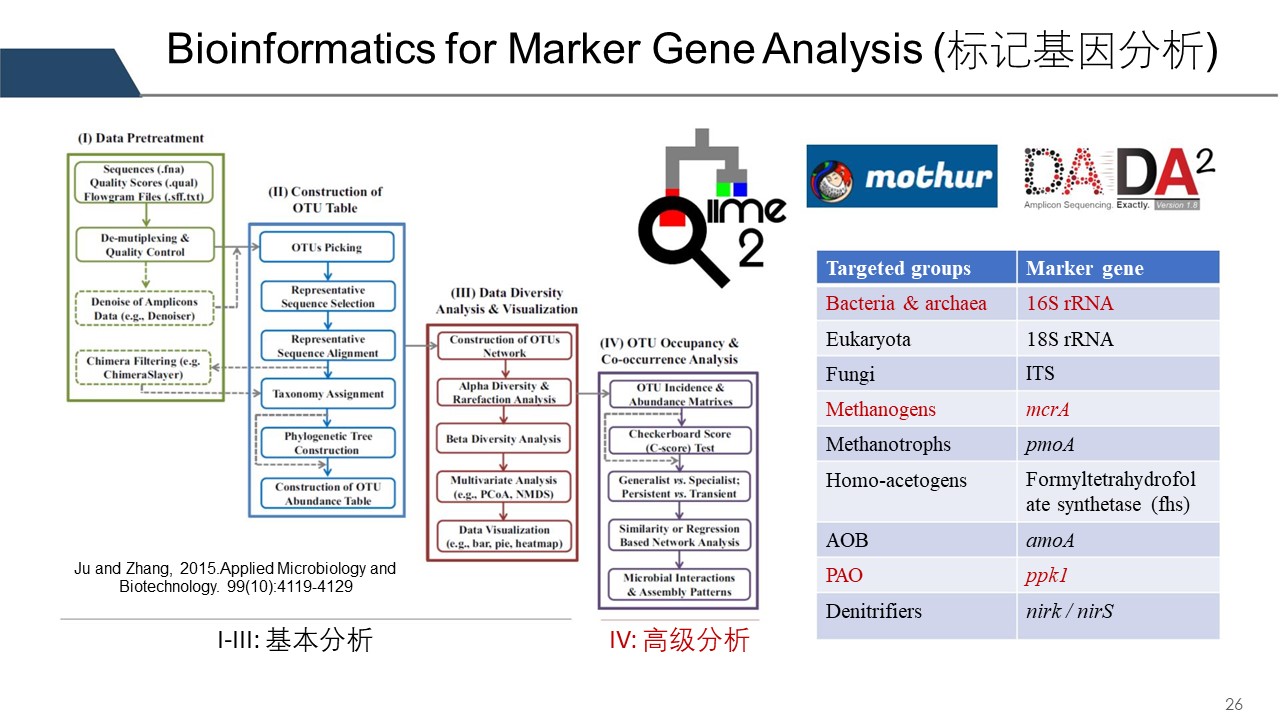 Bioinformatics for Marker Gene Analysis (标记基因分析)
(I) Data Pretreatment
Sequences (.fna)
Quality Scores (.qual)
Flowgram Files (.sff.txt)
De-mutiplexing &
Quality Control
Denoise of Amplicons
Data (e.g., Denoiser)
Chimera Filtering (e.g.
ChimeraSlayer)
(II) Construction of
OTU Table
OTUs Picking
Representative
Sequence Selection
Representative
Sequence Alignment
Taxonomy Assignment
Phylogenetic Tree
Construction
Construction of OTU
Abundance Table
(III) Data Diversity
Analysis & Visualization
Construction of OTUs
Network
Alpha Diversity &
Rarefaction Analysis
Beta Diversity Analysis
Multivariate Analysis
(e.g., PCoA, NMDS)
Data Visualization
(e.g., bar, pie, heatmap)
(IV) OTU Occupancy &
Co-occurrence Analysis
OTU Incidence &
Abundance Matrixes
Checkerboard Score
(C-score) Test
Generalist vs. Specialist;
Persistent vs. Transient
Similarity or Regression
Based Network Analysis
Microbial Interactions
& Assembly Patterns
Ju and Zhang, 2015.Applied Microbiology and
Biotechnology. 99(10):4119-4129
I-III: 基本分析
IV: 高级分析
Qiime
2
mothur
DADA2
Amplicon Sequencing. Exactly. Version 1.8
Targeted groups Marker gene
Bacteria & archaea 16S rRNA
Eukaryota 18S rRNA
Fungi ITS
Methanogens mcrA
Methanotrophs pmoA
Homo-acetogens Formyltetrahydrofol
ate synthetase (fhs)
AOB amoA
PAO ppk1
Denitrifiers nirk / nirS
26